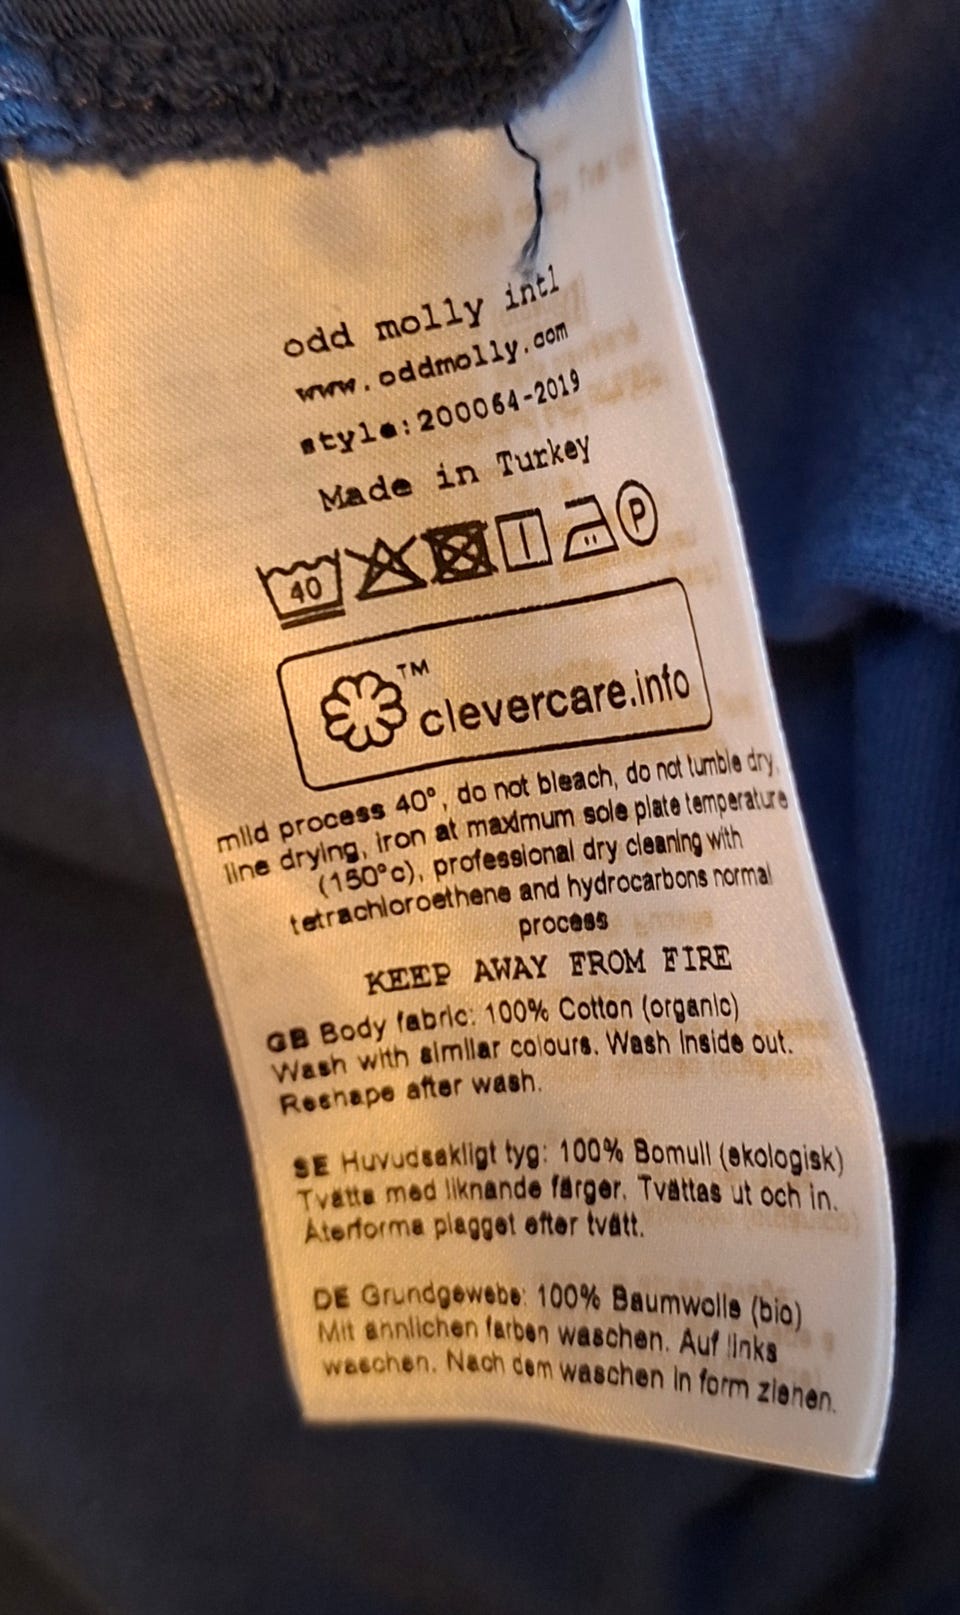 odd molly intl
www.oddmolly.com
style:200064-2019
Made in Turkey
40 P
™
clevercare.info
mild process 40°, do not bleach, do not tumble dry,
line drying, iron at maximum sole plate temperature
(150°c), professional dry cleaning with
tetrachloroethene and hydrocarbons normal
process
KEEP AWAY FROM FIRE
GB Body fabric: 100% Cotton (organic)
Wash with similar colours. Wash inside out.
Reshape after wash.
SE Huvudsakligt tyg: 100% Bomull (ekologisk)
Tvätta med liknande färger. Tvättas ut och in.
Återforma plagget efter tvätt.
DE Grundgewebe: 100% Baumwolle (bio)
Mit annlichen farben waschen. Auf links
waschen. Nach dem waschen in form ziehen.